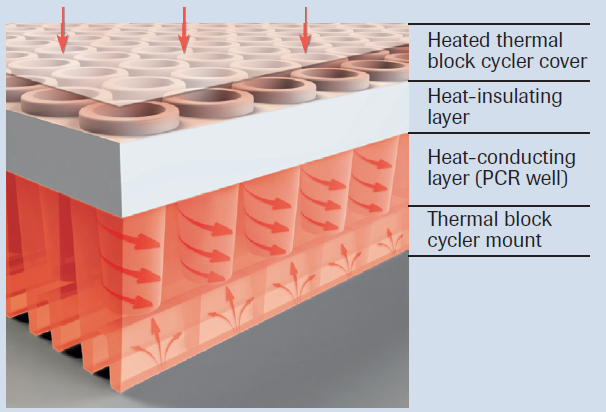 Heated thermal
block cycler cover
Heat-insulating
layer
Heat-conducting
layer (PCR well)
Thermal block
cycler mount